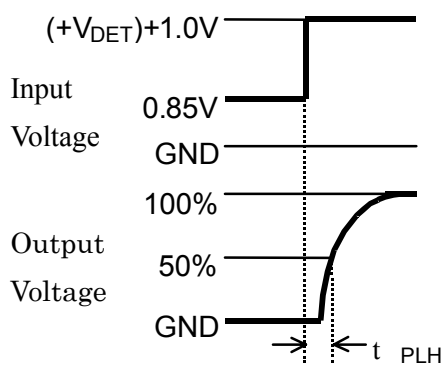 (+VDET)+1.0V
Input
Voltage
0.85V
GND
100%
Output
Voltage
50%
GND
t PLH